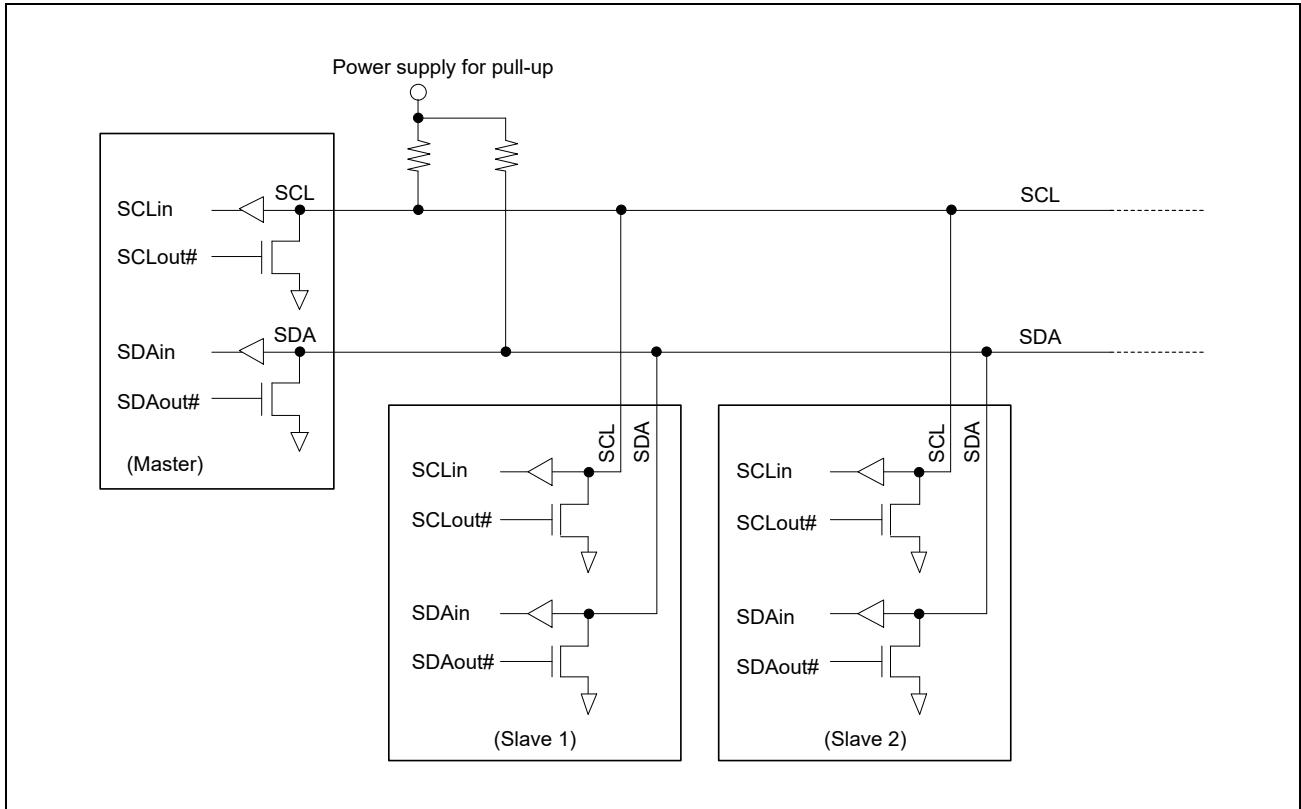 Power supply for pull-up
SCL
SCLin
SCLout#
SDA
SDAin
SDAout#
(Master)
SCL
SDA
SCL
SDA
SCLin
SCLout#
SDAin
SDAout#
(Slave 1)
SCL
SDA
SCLin
SCLout#
SDAin
SDAout#
(Slave 2)